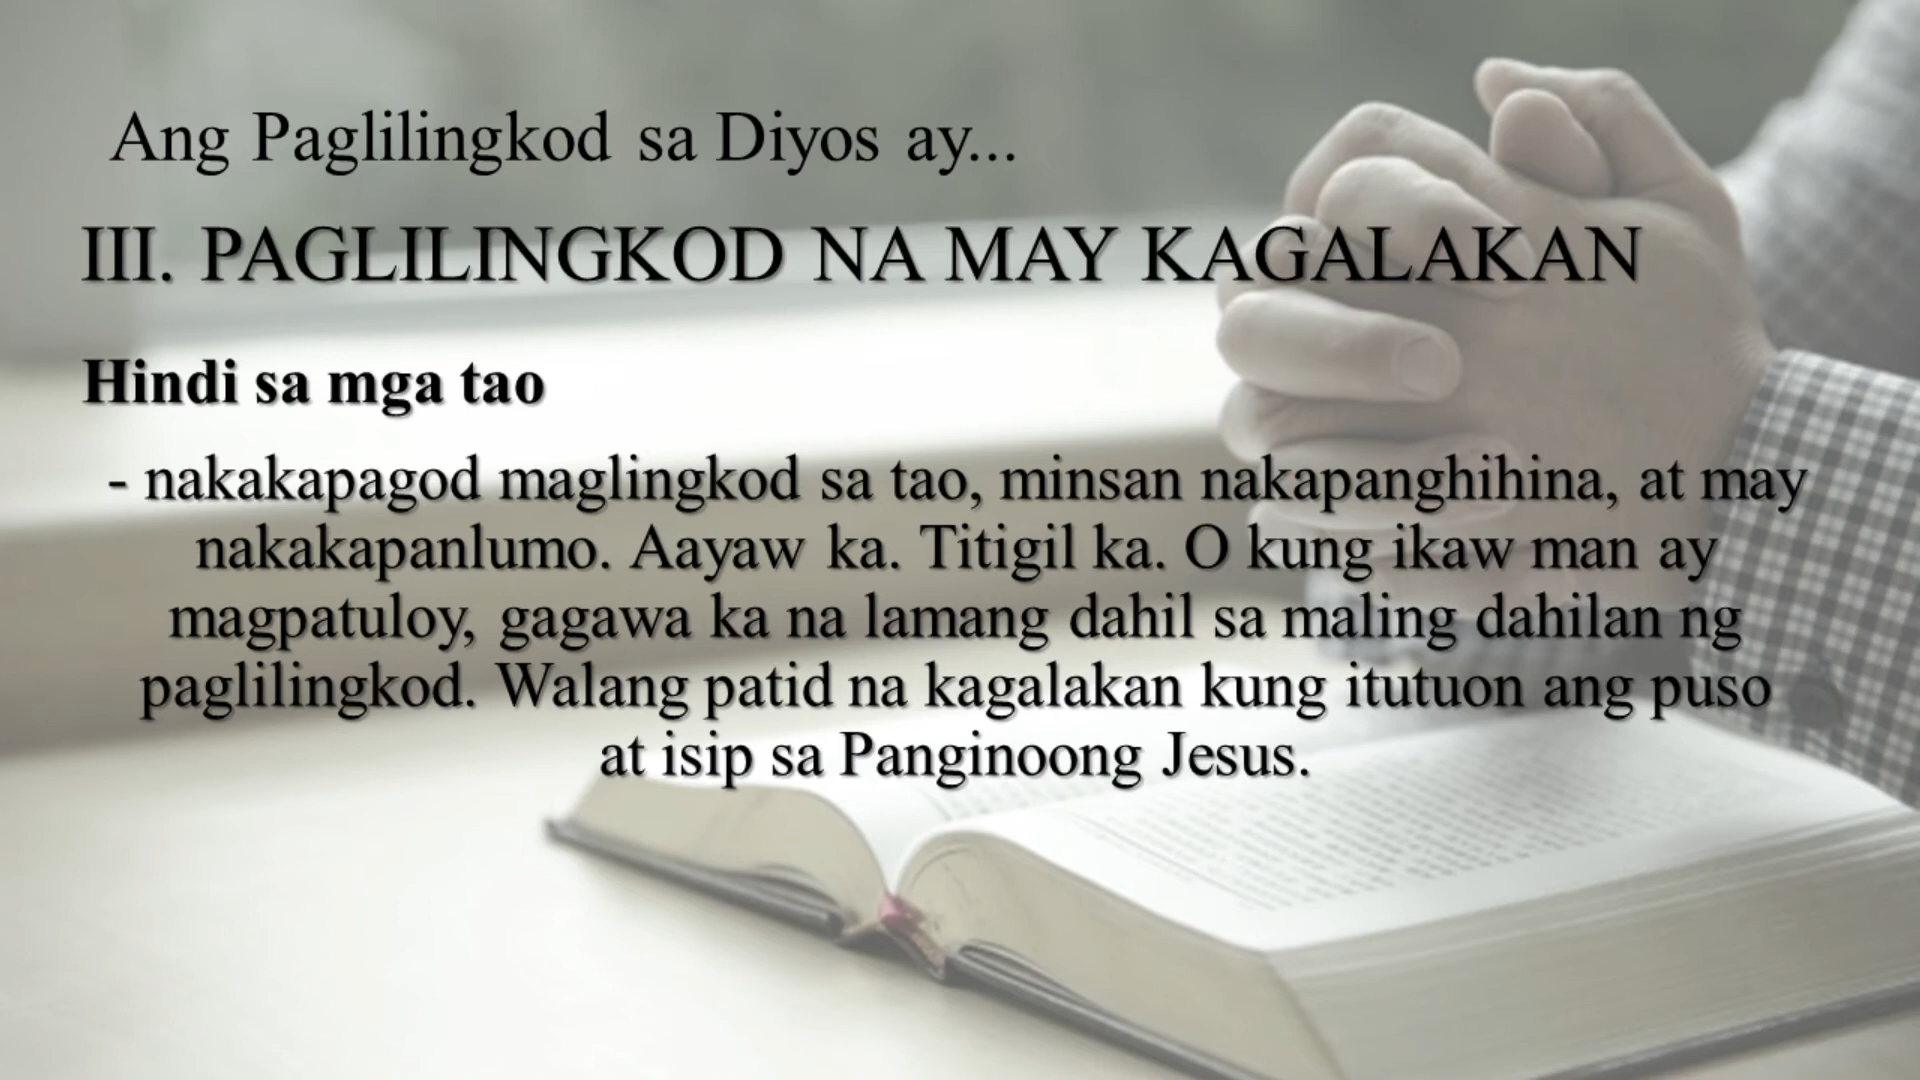 Ang Paglilingkod sa Diyos ay...
III. PAGLILINGKOD NA MAY KAGALAKAN
Hindi sa mga tao
- nakakapagod maglingkod sa tao, minsan nakapanghihina, at may
nakakapanlumo. Aayaw ka. Titigil ka. O kung ikaw man ay
magpatuloy, gagawa ka na lamang dahil sa maling dahilan ng
paglilingkod. Walang patid na kagalakan kung itutuon ang puso
at isip sa Panginoong Jesus.